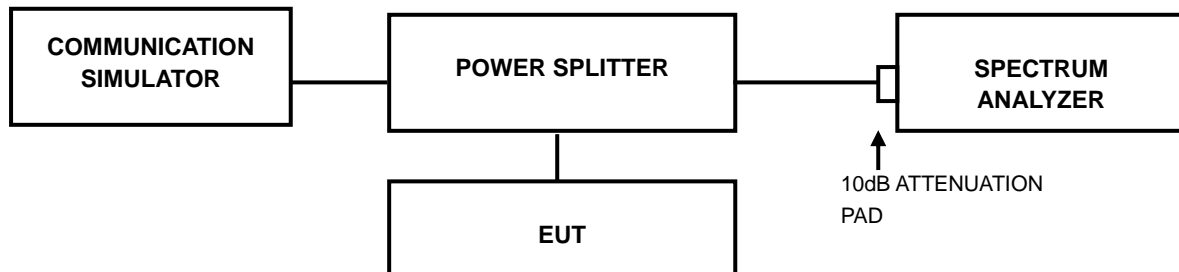 COMMUNICATION
SIMULATOR
POWER SPLITTER
SPECTRUM
ANALYZER
10dB ATTENUATION
PAD
EUT